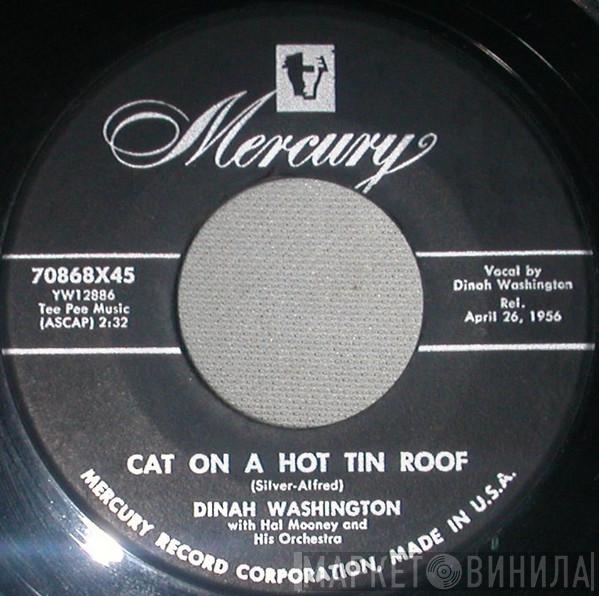 Mercury
70868X45
YW12886
Tee Pee Music
(ASCAP) 2:32
Vocal by
Dinah Washington
Rel.
April 26, 1956
CAT ON A HOT TIN ROOF
(Silver-Alfred)
DINAH WASHINGTON
with Hal Mooney and
His Orchestra
MERCURY RECORD CORPORATION, MADE IN U.S.A.
МАРКЕТ ВИНИЛА